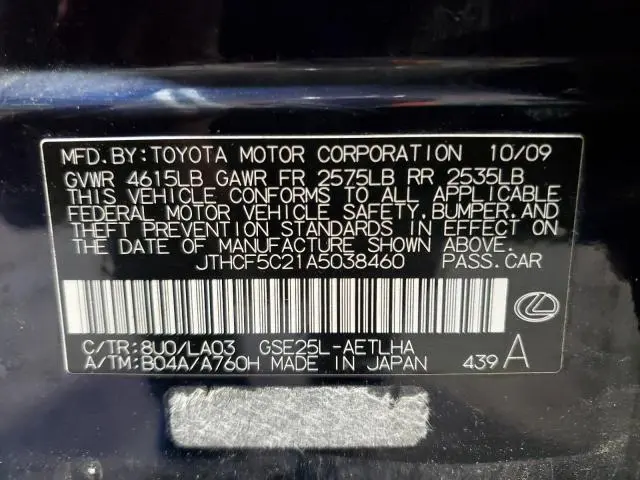 MFD.BY:TOYOTA MOTOR CORPORATION 10/09
GVWR 4615LB GAWR FR 2575LB RR 2535LB
THIS VEHICLE CONFORMS TO ALL APPLICABLE
FEDERAL MOTOR VEHICLE SAFETY, BUMPER, AND
THEFT PREVENTION STANDARDS IN EFFECT ON
THE DATE OF MANUFACTURE SHOWN ABOVE.
JTHCF5C21A5038460 PASS.CAR
C/TR:8U0/LA03 GSE25L-AETLHA
A/TM:B04A/A760H MADE IN JAPAN 439 A